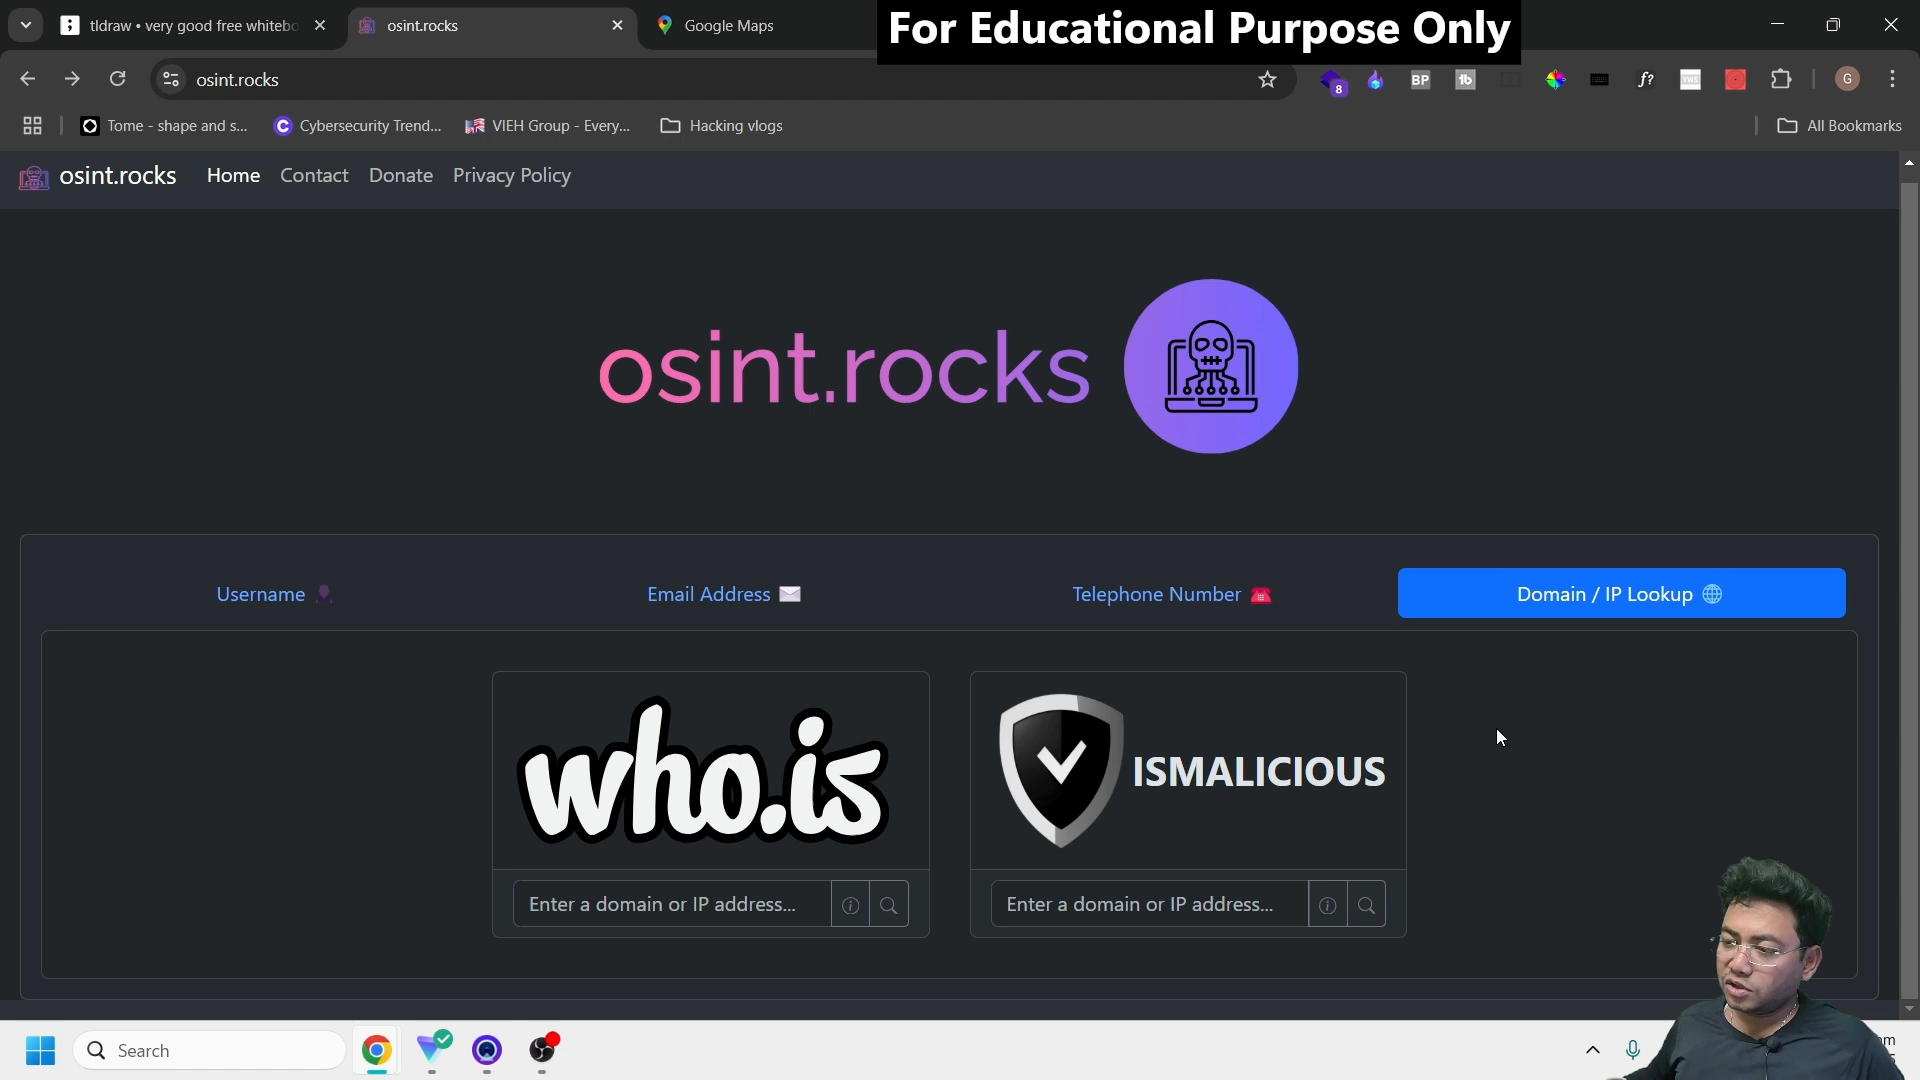 tldraw • very good free whitebo
osint.rocks
Google Maps
For Educational Purpose Only
osint.rocks
8
BP
tb
f?
G
Tome - shape and s...
Cybersecurity Trend...
VIEH Group - Every...
Hacking vlogs
All Bookmarks
osint.rocks
Home
Contact
Donate
Privacy Policy
osint.rocks
Username
Email Address
Telephone Number
Domain / IP Lookup
who.is
ISMALICIOUS
Enter a domain or IP address...
Enter a domain or IP address...
Search